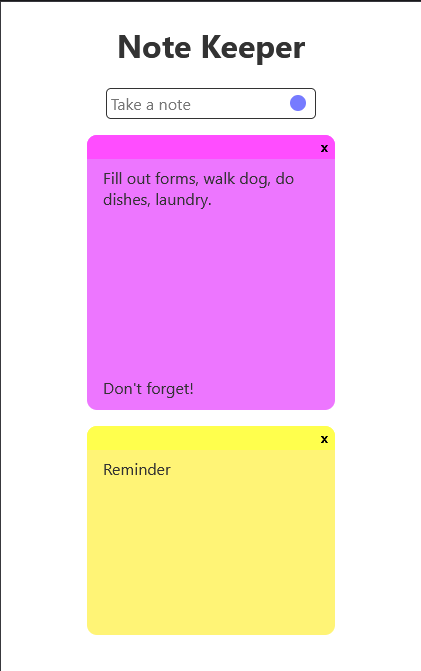 Note Keeper
Take a note
x
Fill out forms, walk dog, do
dishes, laundry.
Don't forget!
x
Reminder